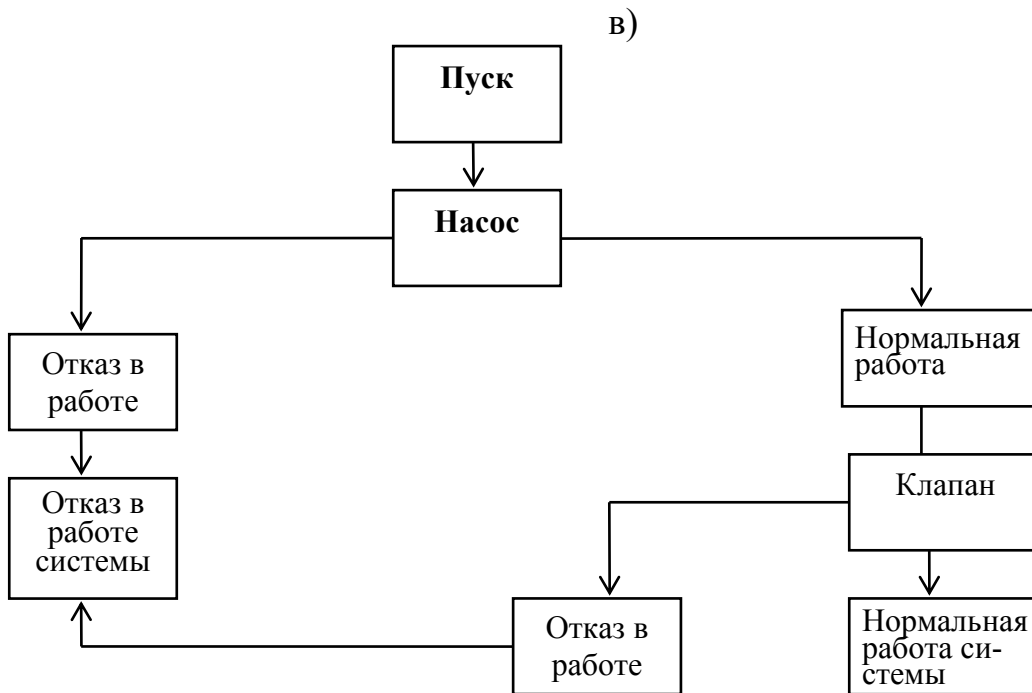 в)
Пуск
Насос
Нормальная
работа
Отказ в
работе
Клапан
Отказ в
работе
системы
Отказ в
работе
Нормальная
работа си-
стемы